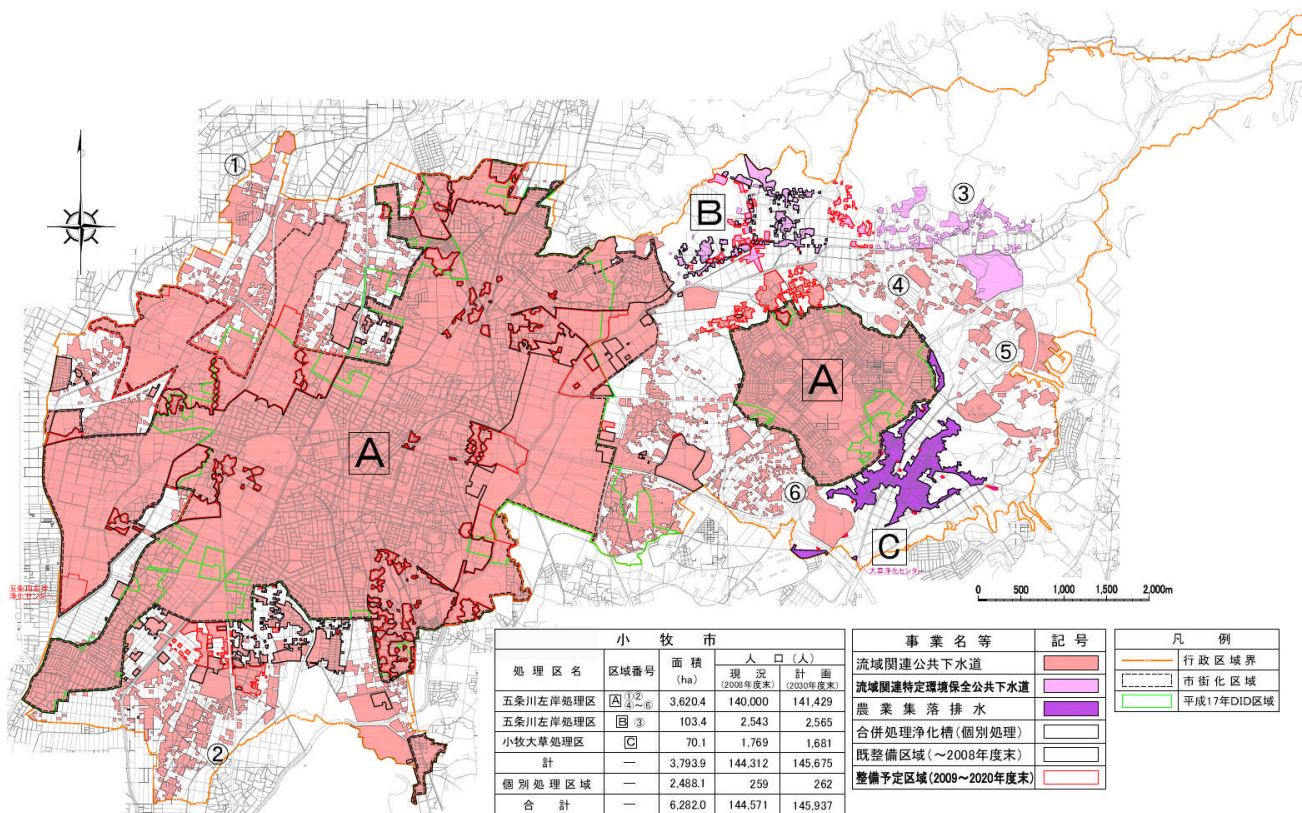 ①
③
B
④
⑤
A
A
⑥
C
大草浄化センター
五条川左岸
浄化センター
②
0 500 1,000 1,500 2,000m
小牧市
処理区名 区域番号 面積(ha) 人口(人)
現況(2008年度末) 計画(2030年度末)
五条川左岸処理区 A ①② ④～⑥ 3,620.4 140,000 141,429
五条川左岸処理区 B ③ 103.4 2,543 2,565
小牧大草処理区 C 70.1 1,769 1,681
計 — 3,793.9 144,312 145,675
個別処理区域 — 2,488.1 259 262
合計 — 6,282.0 144,571 145,937
事業名等 記号
流域関連公共下水道
流域関連特定環境保全公共下水道
農業集落排水
合併処理浄化槽(個別処理)
既整備区域(～2008年度末)
整備予定区域(2009～2020年度末)
凡例
行政区域界
市街化区域
平成17年DID区域